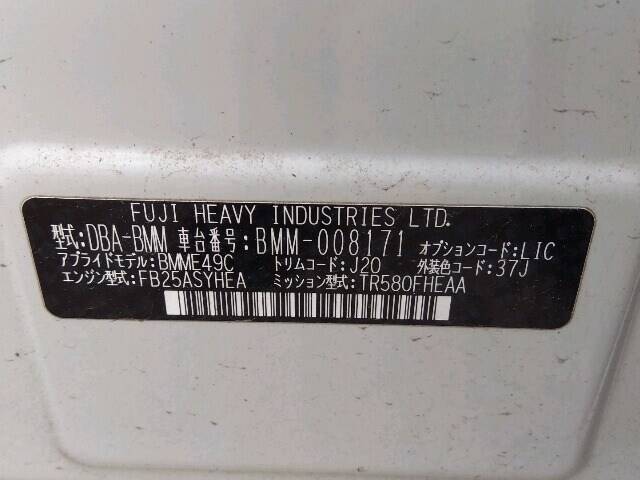 FUJI HEAVY INDUSTRIES LTD.
型式:DBA-BMM 車台番号:BMM-008171 オプションコード:LIC
アプライドモデル:BMME49C トリムコード:J20 外装色コード:37J
エンジン型式:FB25ASYHEA ミッション型式:TR580FHEAA